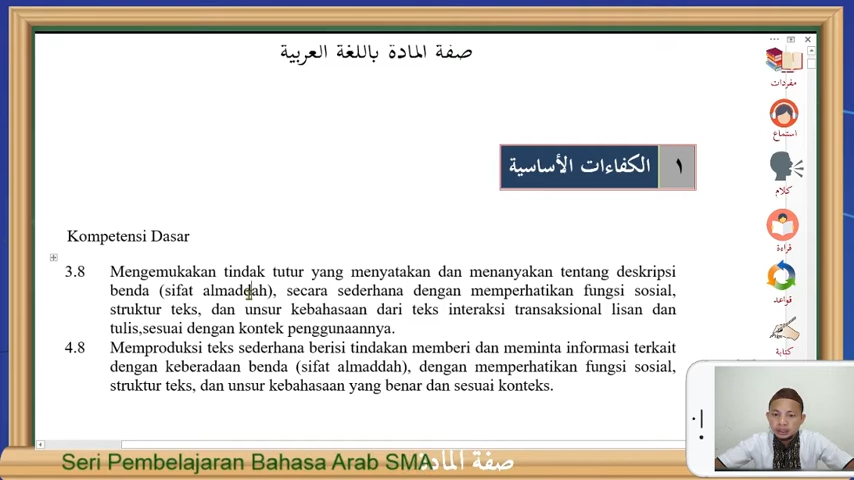 صفة المادة باللغة العربية
١ الكفاءات الأساسية
Kompetensi Dasar
3.8 Mengemukakan tindak tutur yang menyatakan dan menanyakan tentang deskripsi
benda (sifat almaddah), secara sederhana dengan memperhatikan fungsi sosial,
struktur teks, dan unsur kebahasaan dari teks interaksi transaksional lisan dan
tulis,sesuai dengan kontek penggunaannya.
4.8 Memproduksi teks sederhana berisi tindakan memberi dan meminta informasi terkait
dengan keberadaan benda (sifat almaddah), dengan memperhatikan fungsi sosial,
struktur teks, dan unsur kebahasaan yang benar dan sesuai konteks.
مفردات
استماع
كلام
قراءة
قواعد
كتابة
Seri Pembelajaran Bahasa Arab SMA صفة المادة